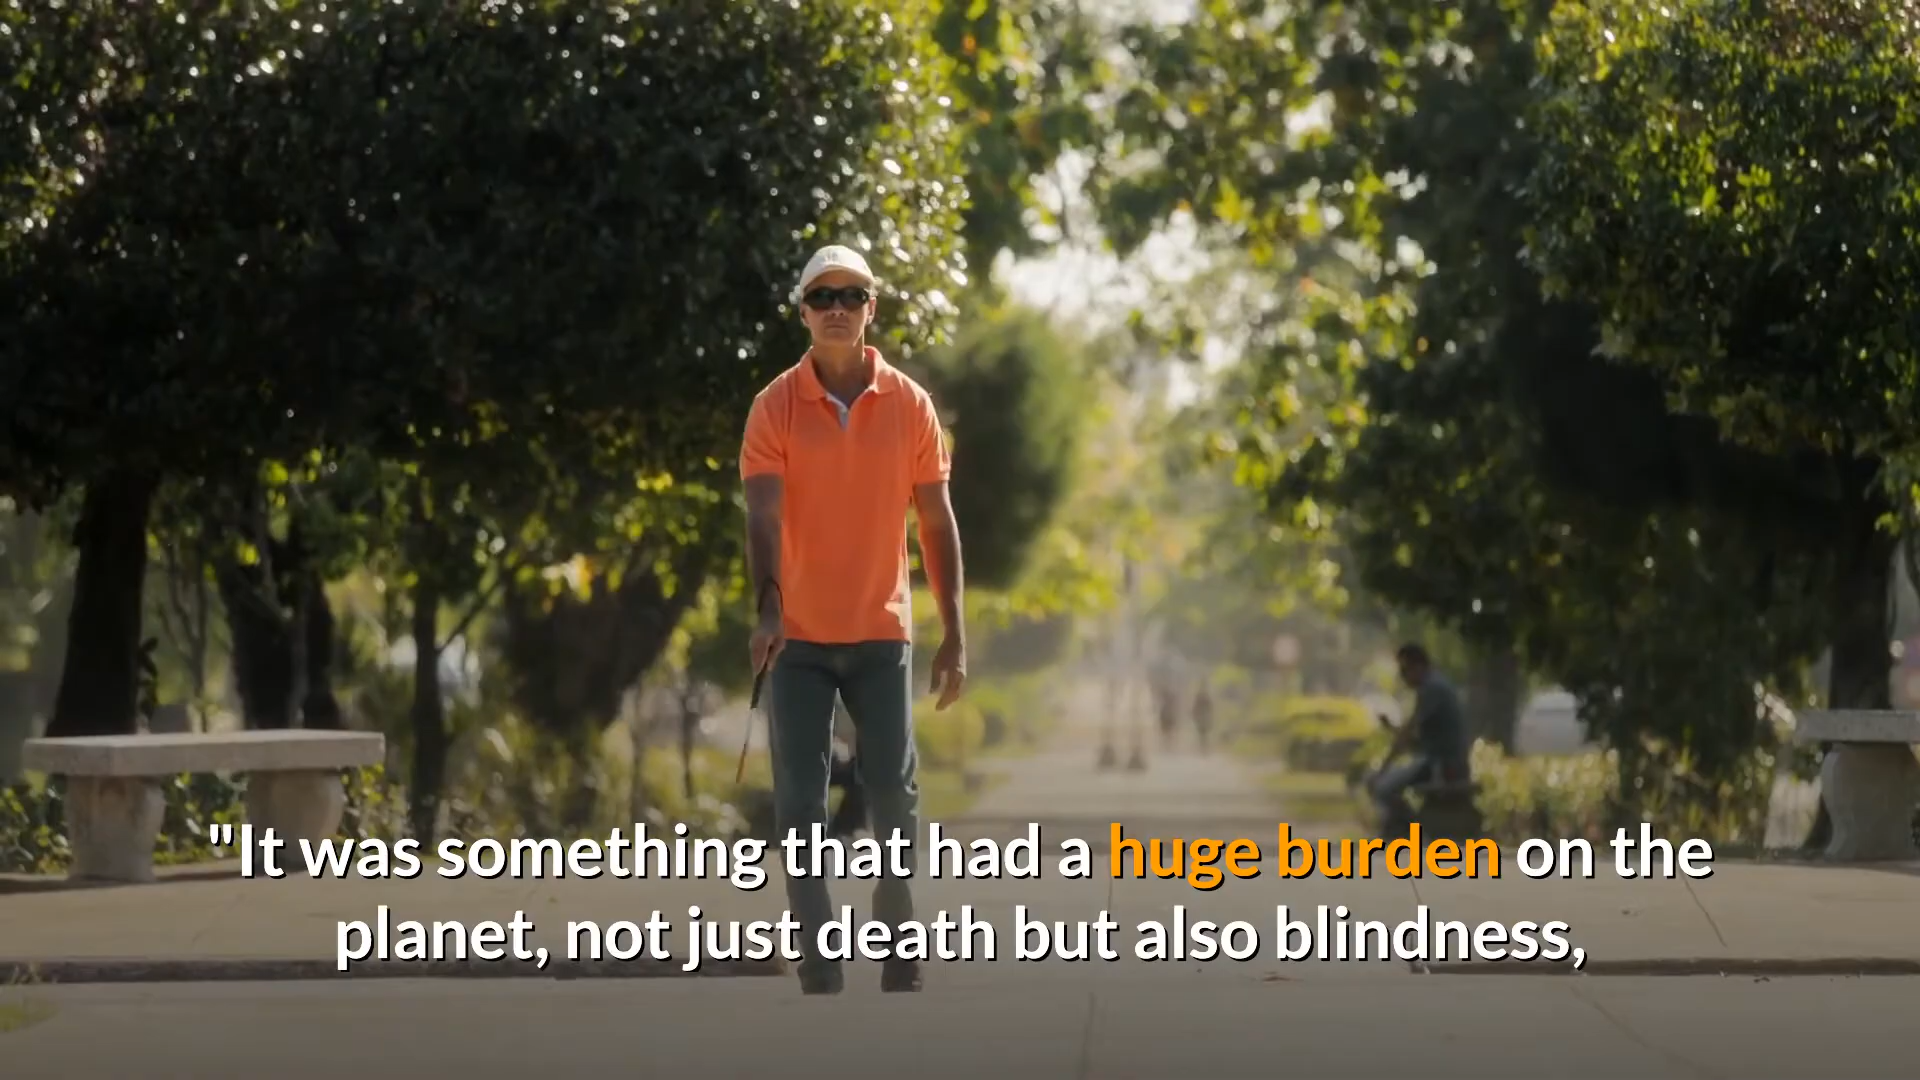 "It was something that had a huge burden on the
planet, not just death but also blindness,